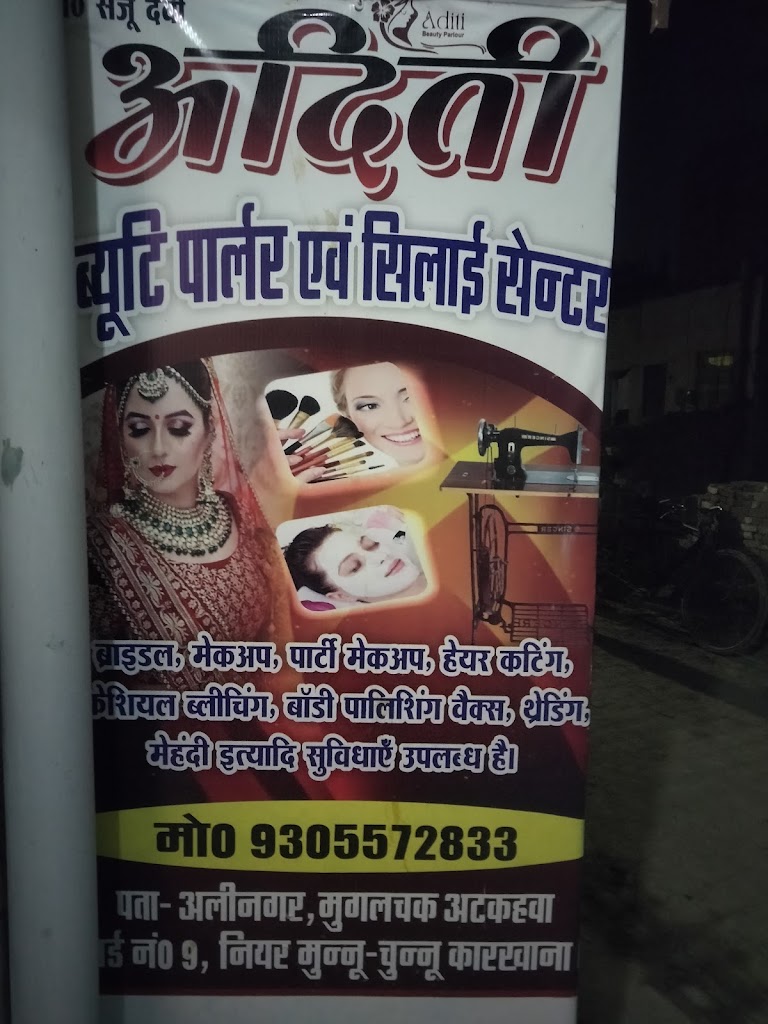 संजू देवी
Aditi
Beauty Parlour
अदिती
ब्यूटि पार्लर एवं सिलाई सेन्टर
ब्राइडल, मेकअप, पार्टी मेकअप, हेयर कटिंग,
फेशियल ब्लीचिंग, बॉडी पालिशिंग वैक्स, थ्रेडिंग,
मेहंदी इत्यादि सुविधाएँ उपलब्ध है।
मो0 9305572833
पता- अलीनगर, मुगलचक अटकहवा
वार्ड नं0 9, नियर मुन्नू-चुन्नू कारखाना